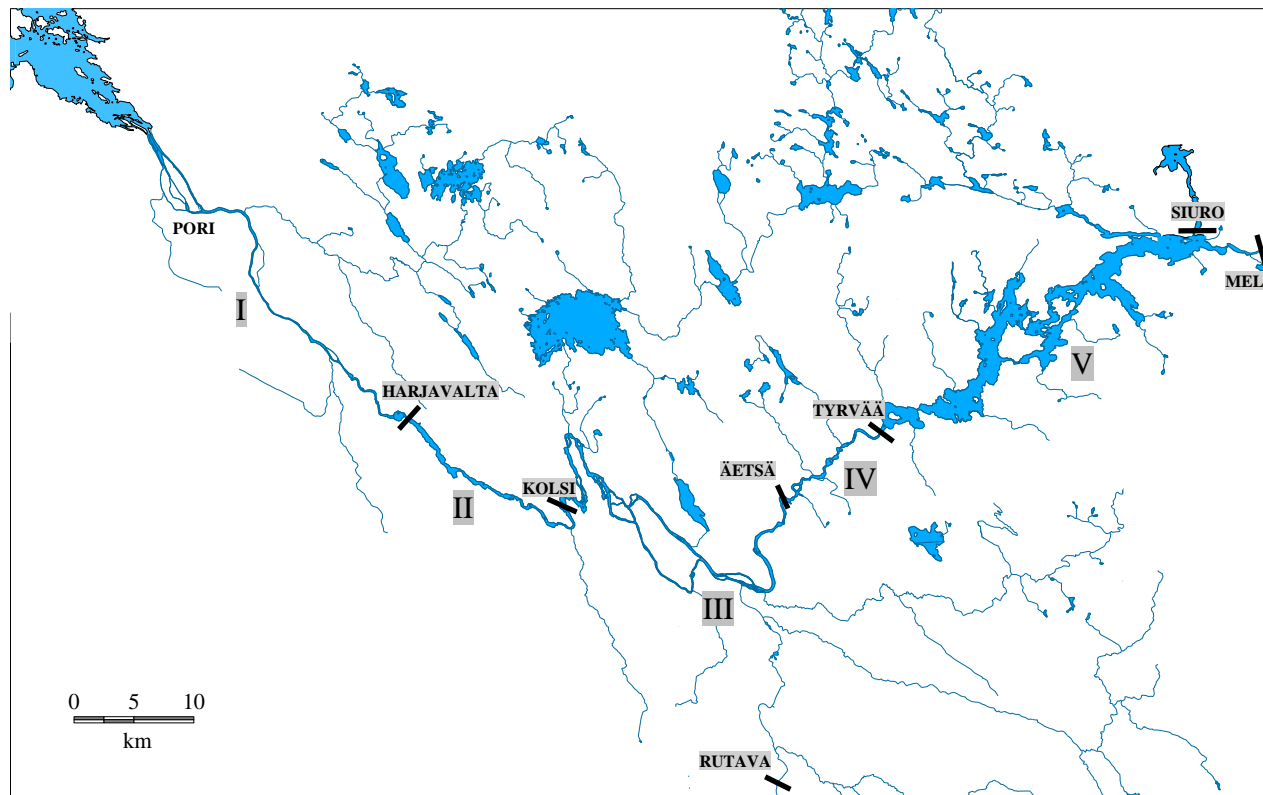 SIURO
PORI
MEL
I
V
HARJAVALTA
TYRVÄÄ
ÄETSÄ
IV
KOLSI
II
III
0 5 10
km
RUTAVA